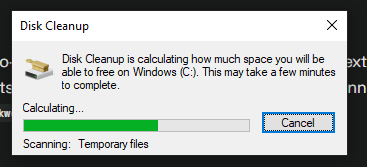 Disk Cleanup
Disk Cleanup is calculating how much space you will be
able to free on Windows (C:). This may take a few minutes
to complete.
Calculating...
Cancel
Scanning: Temporary files